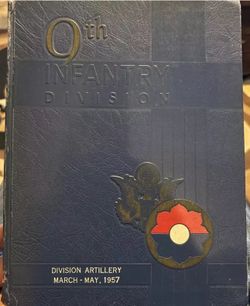 9th
INFANTRY
DIVISION
DIVISION ARTILLERY
MARCH - MAY, 1957